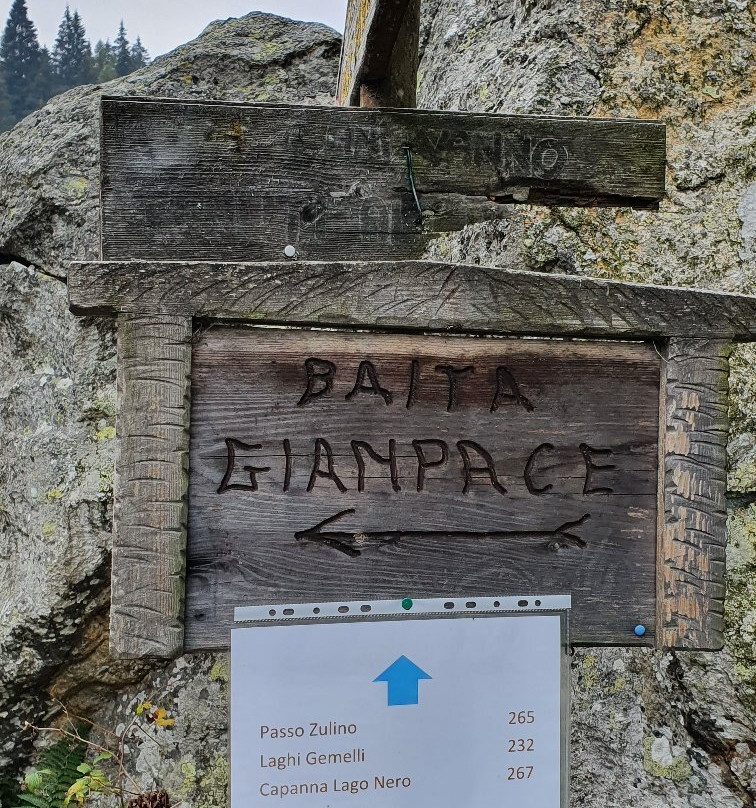 BAITA
GIANPACE
Passo Zulino 265
Laghi Gemelli 232
Capanna Lago Nero 267